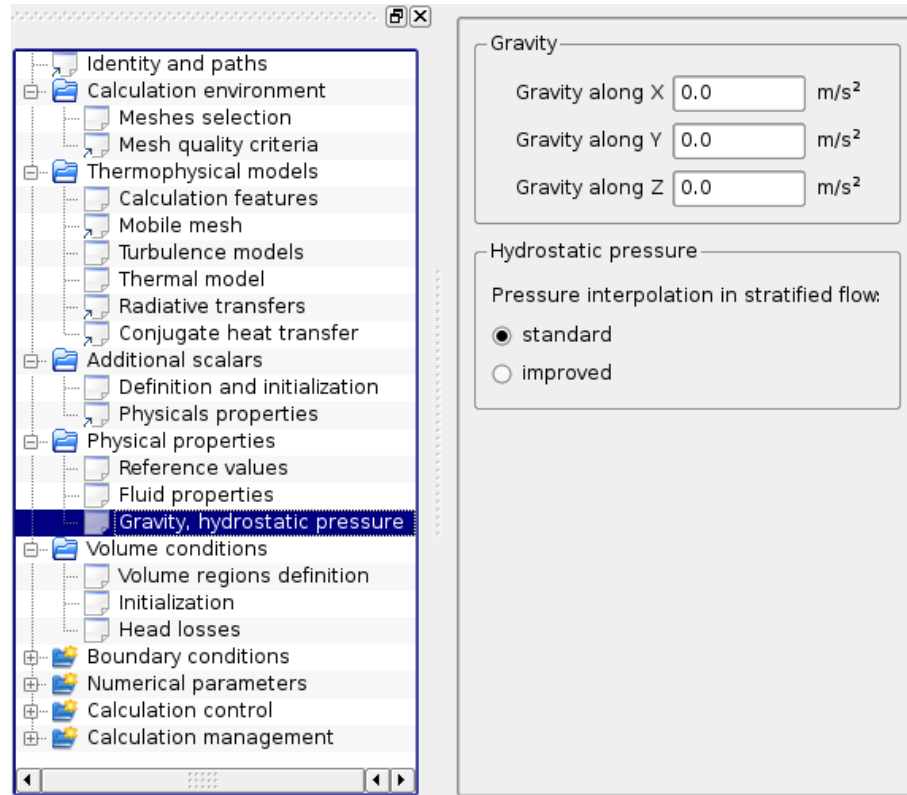 Identity and paths
Calculation environment
Meshes selection
Mesh quality criteria
Thermophysical models
Calculation features
Mobile mesh
Turbulence models
Thermal model
Radiative transfers
Conjugate heat transfer
Additional scalars
Definition and initialization
Physicals properties
Physical properties
Reference values
Fluid properties
Gravity, hydrostatic pressure
Volume conditions
Volume regions definition
Initialization
Head losses
Boundary conditions
Numerical parameters
Calculation control
Calculation management
Gravity
Gravity along X 0.0 m/s²
Gravity along Y 0.0 m/s²
Gravity along Z 0.0 m/s²
Hydrostatic pressure
Pressure interpolation in stratified flow:
standard
improved